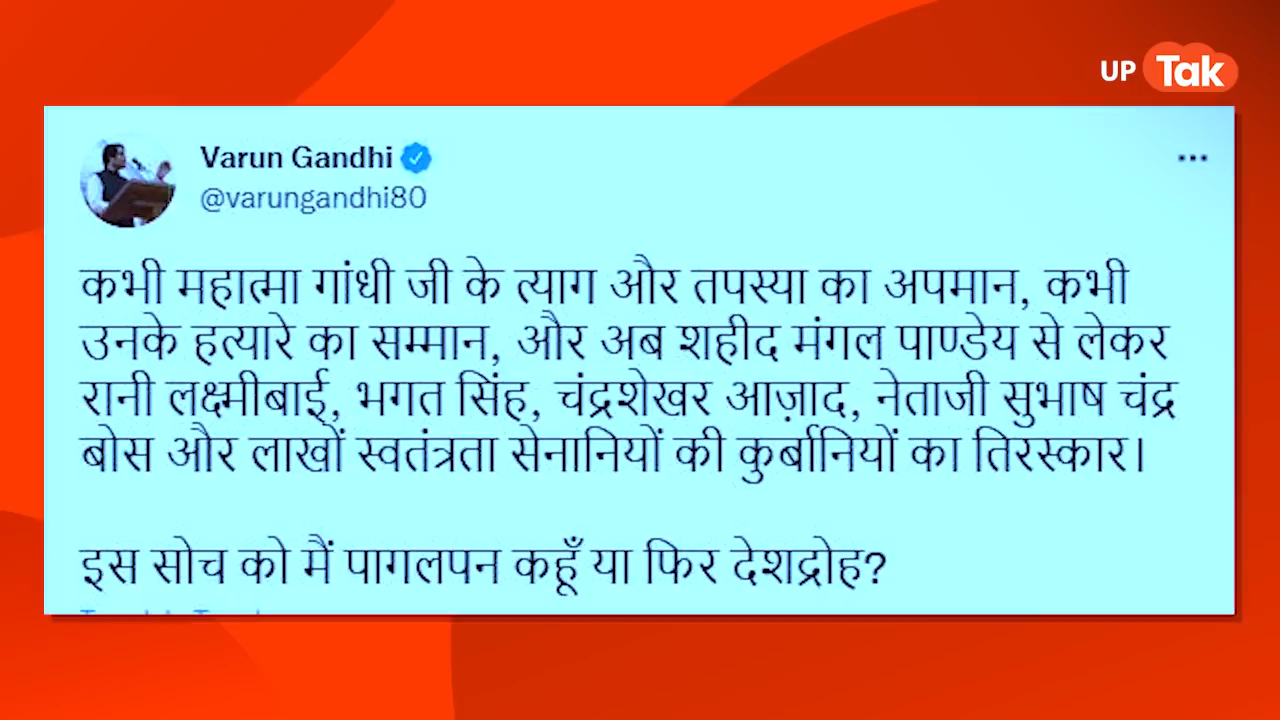 UP Tak
Varun Gandhi
@varungandhi80
कभी महात्मा गांधी जी के त्याग और तपस्या का अपमान, कभी
उनके हत्यारे का सम्मान, और अब शहीद मंगल पाण्डेय से लेकर
रानी लक्ष्मीबाई, भगत सिंह, चंद्रशेखर आज़ाद, नेताजी सुभाष चंद्र
बोस और लाखों स्वतंत्रता सेनानियों की कुर्बानियों का तिरस्कार।
इस सोच को मैं पागलपन कहूँ या फिर देशद्रोह?